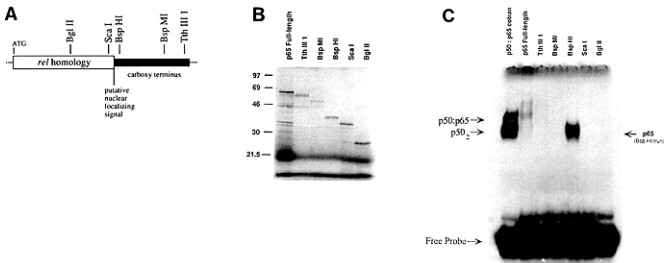 A
Bgl II
Sca I
Bsp HI
Bsp MI
Tth III 1
ATG
rel homology
carboxy terminus
putative
nuclear
localizing
signal
B
p65 Full-length
Tth III 1
Bsp MI
Bsp HI
Sca I
Bgl II
97
69
46
30
21.5
C
p50 : p65 cotran
p65 Full-length
Tth III 1
Bsp MI
Bsp HI
Sca I
Bgl II
p50:p65
p50₂
p65
Free Probe